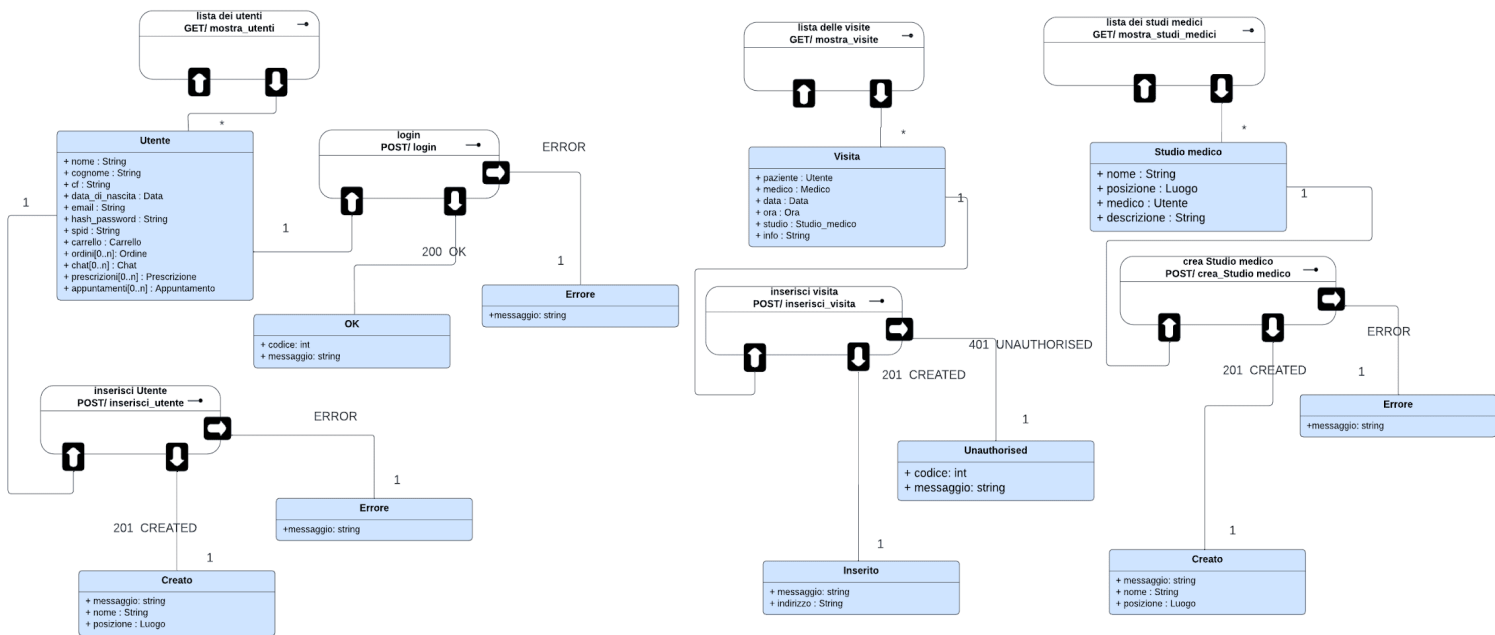 lista dei utenti
GET/ mostra_utenti
*
Utente
+ nome : String
+ cognome : String
+ cf : String
+ data_di_nascita : Data
+ email : String
+ hash_password : String
+ spid : String
+ carrello : Carrello
+ ordini[0..n]: Ordine
+ chat[0..n] : Chat
+ prescrizioni[0..n] : Prescrizione
+ appuntamenti[0..n] : Appuntamento
1
1
login
POST/ login
ERROR
200 OK
1
Errore
+messaggio: string
OK
+ codice: int
+ messaggio: string
inserisci Utente
POST/ inserisci_utente
ERROR
1
Errore
+messaggio: string
201 CREATED
1
Creato
+ messaggio: string
+ nome : String
+ posizione : Luogo
lista delle visite
GET/ mostra_visite
*
Visita
+ paziente : Utente
+ medico : Medico
+ data : Data
+ ora : Ora
+ studio : Studio_medico
+ info : String
1
inserisci visita
POST/ inserisci_visita
401 UNAUTHORISED
201 CREATED
1
Unauthorised
+ codice: int
+ messaggio: string
1
Inserito
+ messaggio: string
+ indirizzo : String
lista dei studi medici
GET/ mostra_studi_medici
*
Studio medico
+ nome : String
+ posizione : Luogo
+ medico : Utente
+ descrizione : String
1
crea Studio medico
POST/ crea_Studio medico
ERROR
201 CREATED
1
Errore
+messaggio: string
1
Creato
+ messaggio: string
+ nome : String
+ posizione : Luogo